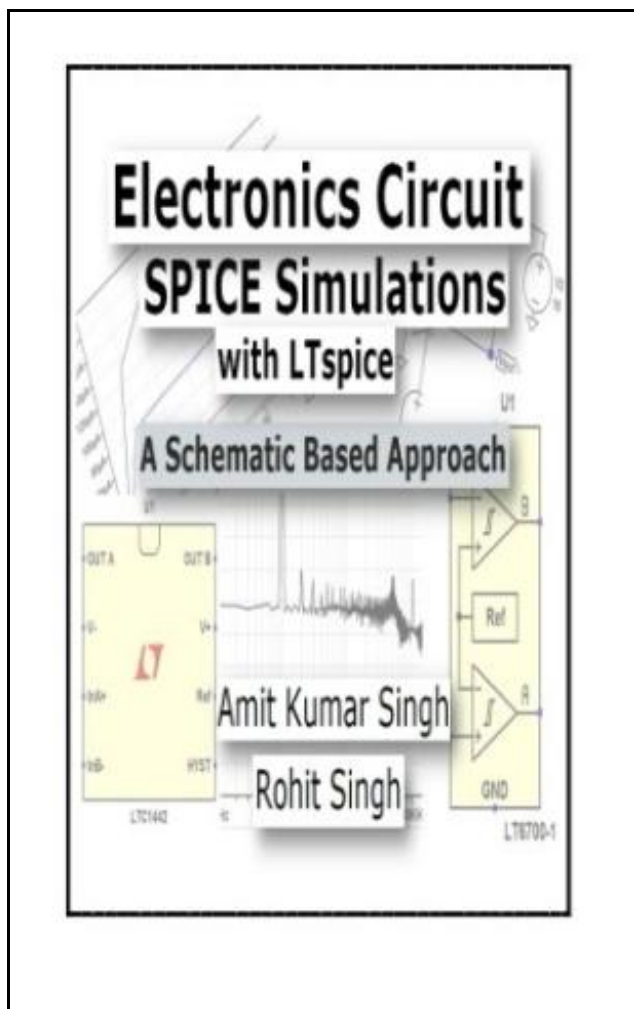 Electronics Circuit
SPICE Simulations
with LTspice
A Schematic Based Approach
U1
U1
OUT A
OUT B
V+
Ref
Ref
HYST
GND
LTC1442
LT6700-1
Amit Kumar Singh
Rohit Singh